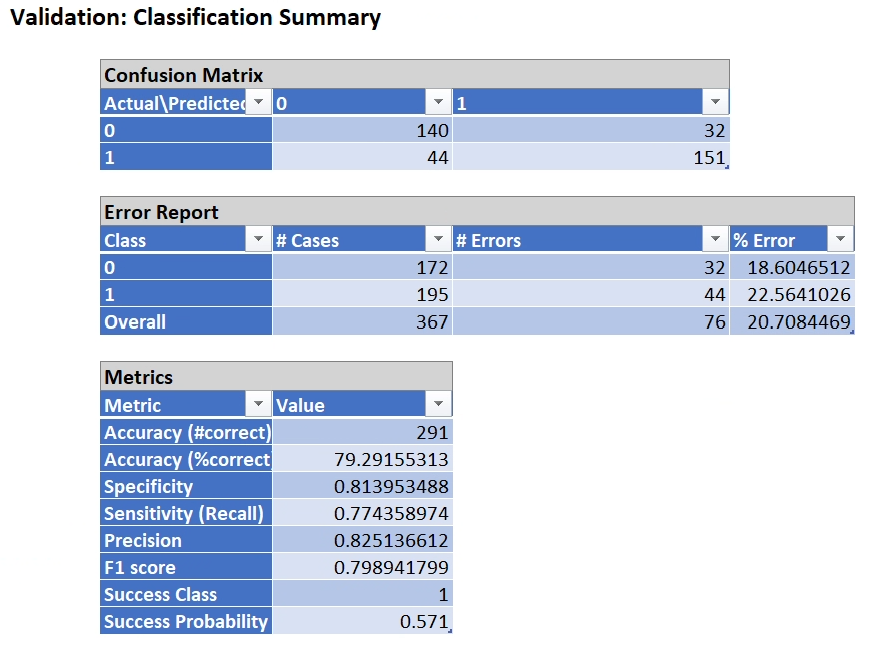 Validation: Classification Summary
Confusion Matrix
Actual\Predicted 0 1
0 140 32
1 44 151
Error Report
Class # Cases # Errors % Error
0 172 32 18.6046512
1 195 44 22.5641026
Overall 367 76 20.7084469
Metrics
Metric Value
Accuracy (#correct) 291
Accuracy (%correct 79.29155313
Specificity 0.813953488
Sensitivity (Recall) 0.774358974
Precision 0.825136612
F1 score 0.798941799
Success Class 1
Success Probability 0.571